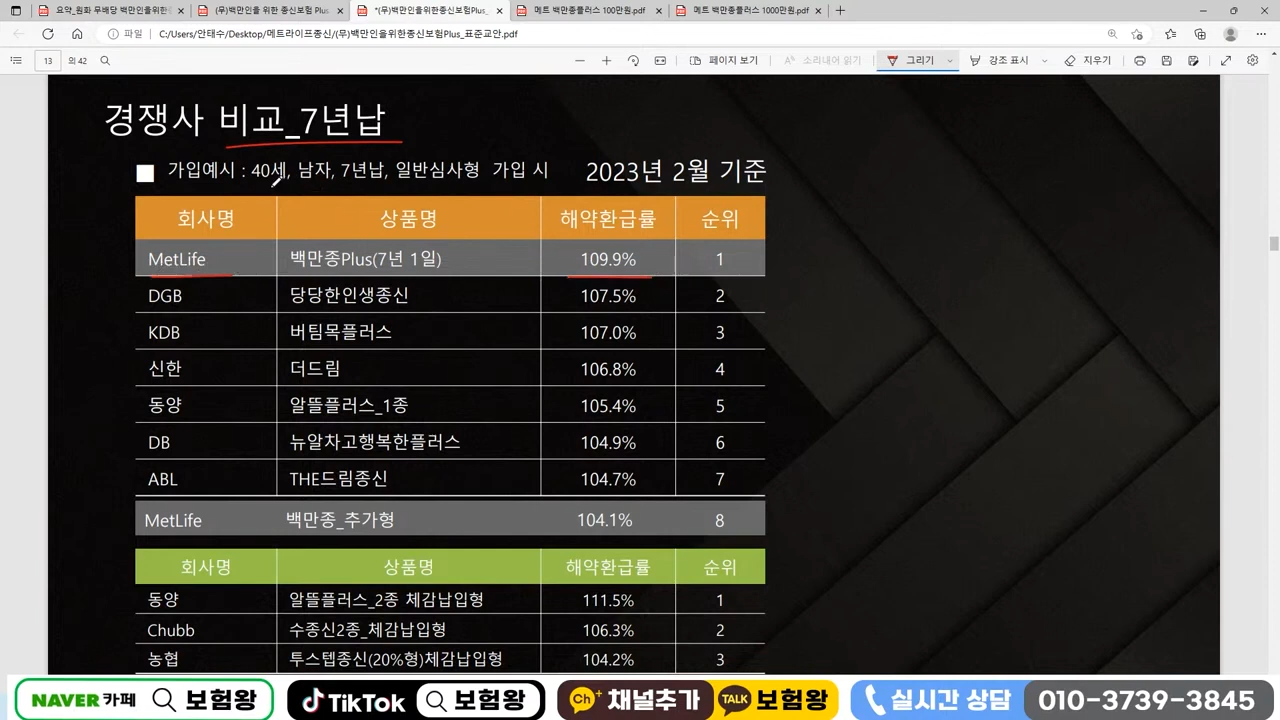 요약_원화 무배당 백만인을위한
(무)백만인을 위한 종신보험 Plus.
*(무)백만인을위한종신보험Plus_
메트 백만종플러스 100만원.pdf
메트 백만종플러스 1000만원.pdf
파일 C:/Users/안태수/Desktop/메트라이프종신/(무)백만인을위한종신보험Plus_표준교안.pdf
13 의 42
페이지 보기
소리내어 읽기
그리기
강조 표시
지우기
경쟁사 비교_7년납
가입예시 : 40세, 남자, 7년납, 일반심사형 가입 시 2023년 2월 기준
회사명 상품명 해약환급률 순위
MetLife 백만종Plus(7년 1일) 109.9% 1
DGB 당당한인생종신 107.5% 2
KDB 버팀목플러스 107.0% 3
신한 더드림 106.8% 4
동양 알뜰플러스_1종 105.4% 5
DB 뉴알차고행복한플러스 104.9% 6
ABL THE드림종신 104.7% 7
MetLife 백만종_추가형 104.1% 8
회사명 상품명 해약환급률 순위
동양 알뜰플러스_2종 체감납입형 111.5% 1
Chubb 수종신2종_체감납입형 106.3% 2
농협 투스텝종신(20%형)체감납입형 104.2% 3
NAVER 카페 보험왕
TikTok 보험왕
Ch+ 채널추가 TALK 보험왕
실시간 상담 010-3739-3845